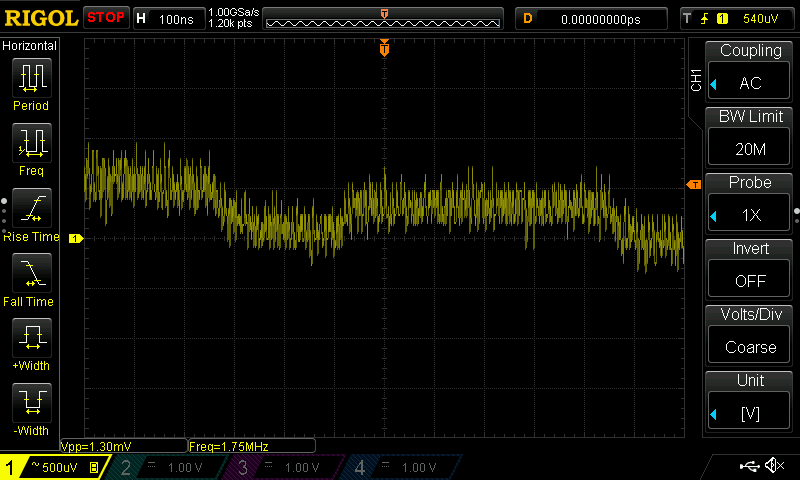 RIGOL STOP H 100ns 1.00GSa/s 1.20k pts T D 0.00000000ps T 1 540uV
Horizontal
Period
Freq
Rise Time
Fall Time
+Width
-Width
T
T
1
CH1
Coupling
AC
BW Limit
20M
Probe
1X
Invert
OFF
Volts/Div
Coarse
Unit
[V]
Vpp=1.30mV Freq=1.75MHz
1 ~ 500uV B 2 1.00 V 3 1.00 V 4 1.00 V